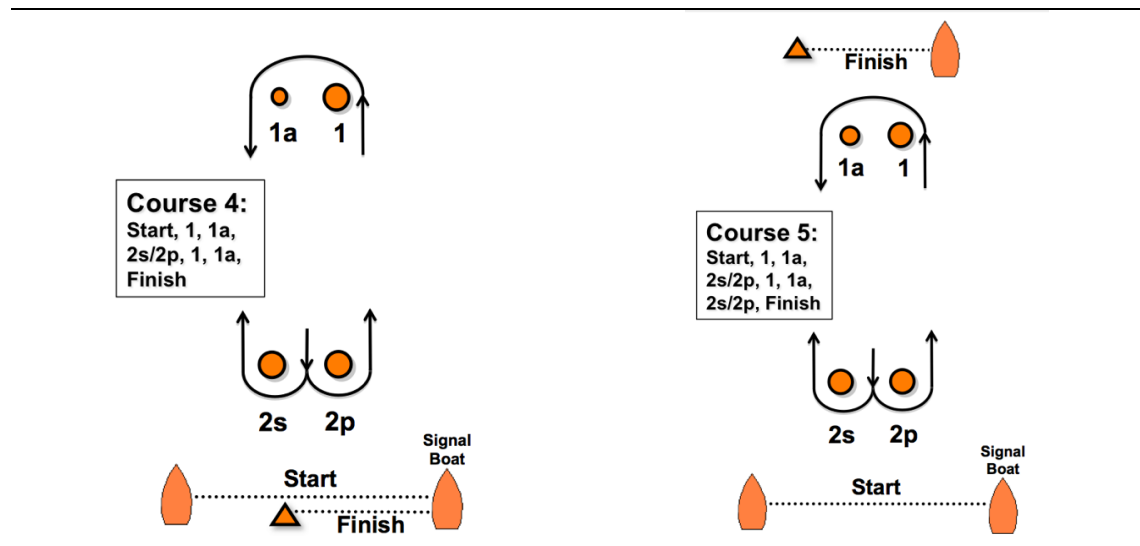 1a 1
Course 4:
Start, 1, 1a,
2s/2p, 1, 1a,
Finish
2s 2p
Signal
Boat
Start
Finish
Finish
1a 1
Course 5:
Start, 1, 1a,
2s/2p, 1, 1a,
2s/2p, Finish
2s 2p
Signal
Boat
Start